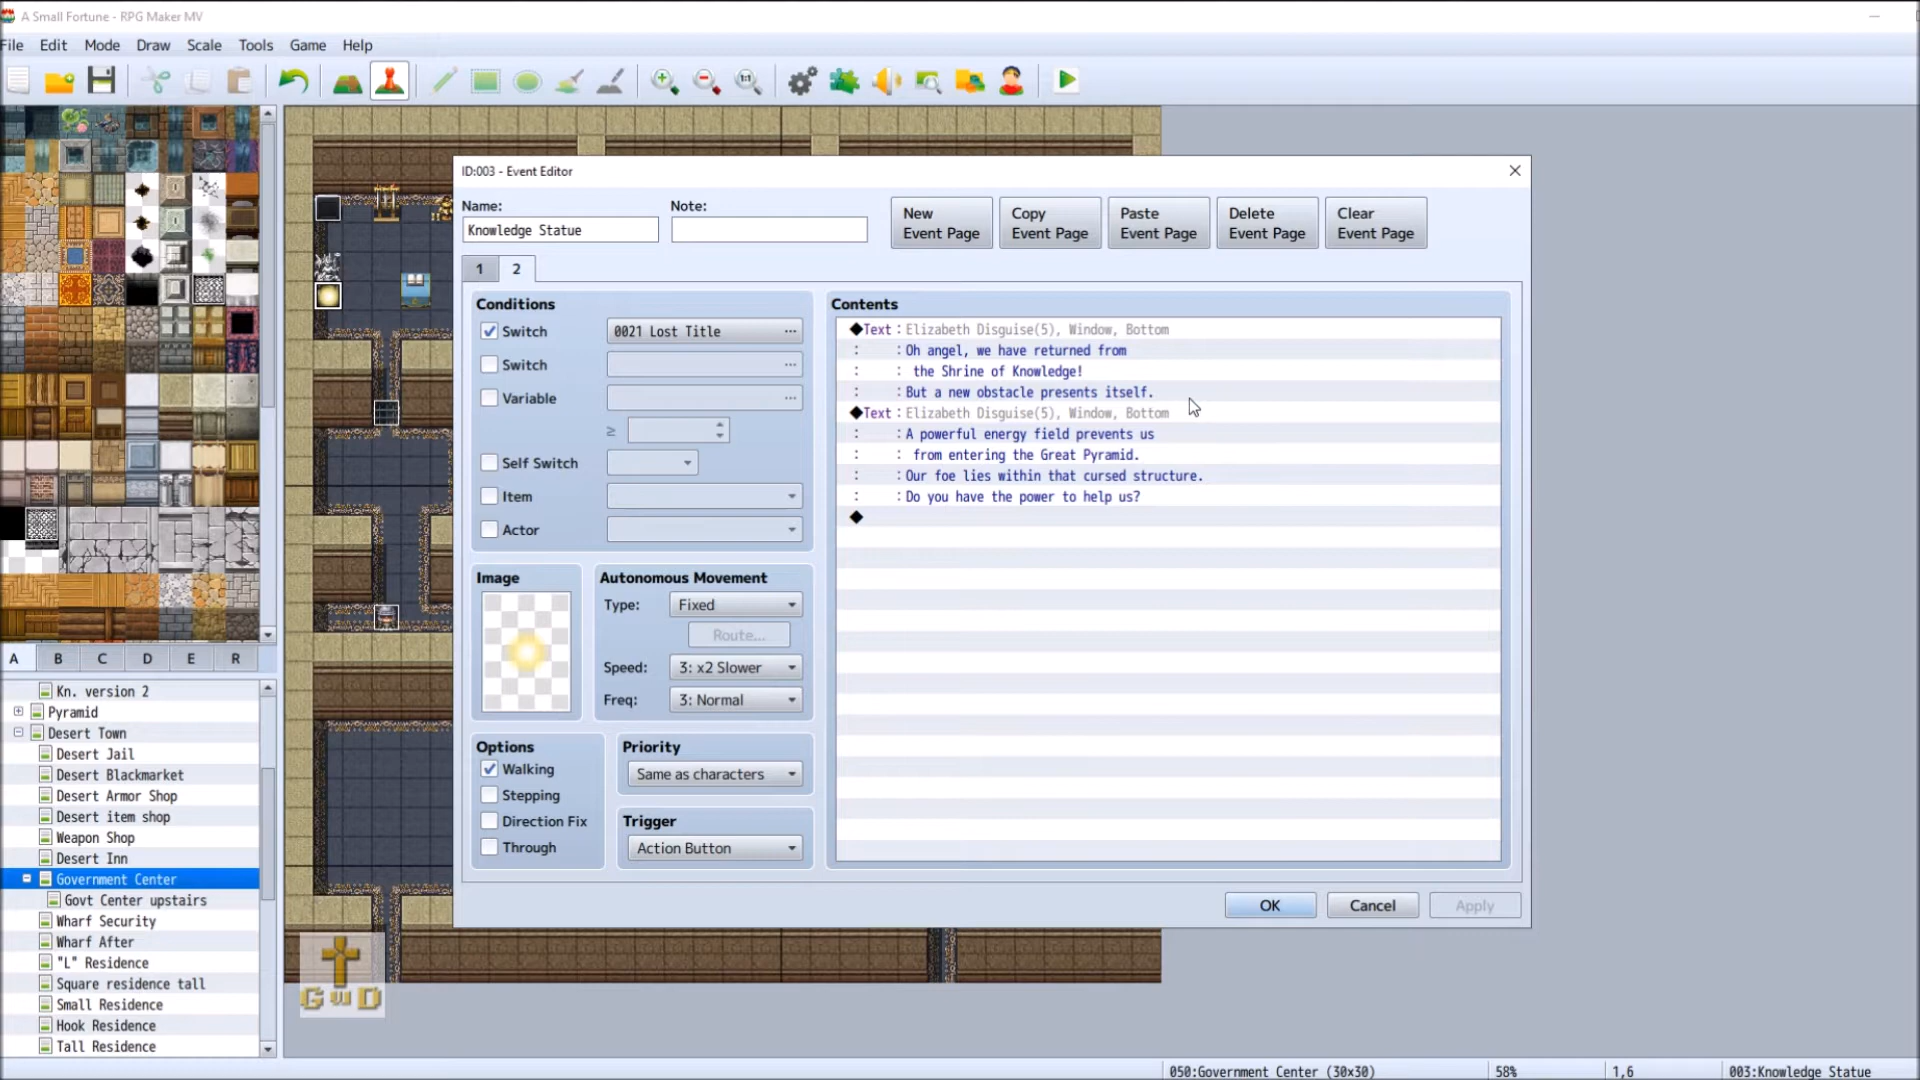 A Small Fortune - RPG Maker MV
File Edit Mode Draw Scale Tools Game Help
1:1
ID:003 - Event Editor
Name:
Note:
Knowledge Statue
New Event Page
Copy Event Page
Paste Event Page
Delete Event Page
Clear Event Page
1 2
Conditions
Switch 0021 Lost Title ...
Switch ...
Variable ...
≥
Self Switch
Item
Actor
Image
Autonomous Movement
Type: Fixed
Route...
Speed: 3: x2 Slower
Freq: 3: Normal
Options
Walking
Stepping
Direction Fix
Through
Priority
Same as characters
Trigger
Action Button
Contents
◆Text : Elizabeth Disguise(5), Window, Bottom
: : Oh angel, we have returned from
: : the Shrine of Knowledge!
: : But a new obstacle presents itself.
◆Text : Elizabeth Disguise(5), Window, Bottom
: : A powerful energy field prevents us
: : from entering the Great Pyramid.
: : Our foe lies within that cursed structure.
: : Do you have the power to help us?
◆
OK Cancel Apply
A B C D E R
Kn. version 2
Pyramid
Desert Town
Desert Jail
Desert Blackmarket
Desert Armor Shop
Desert item shop
Weapon Shop
Desert Inn
Government Center
Govt Center upstairs
Wharf Security
Wharf After
"L" Residence
Square residence tall
Small Residence
Hook Residence
Tall Residence
GWD
050:Government Center (30x30) 58% 1,6 003:Knowledge Statue